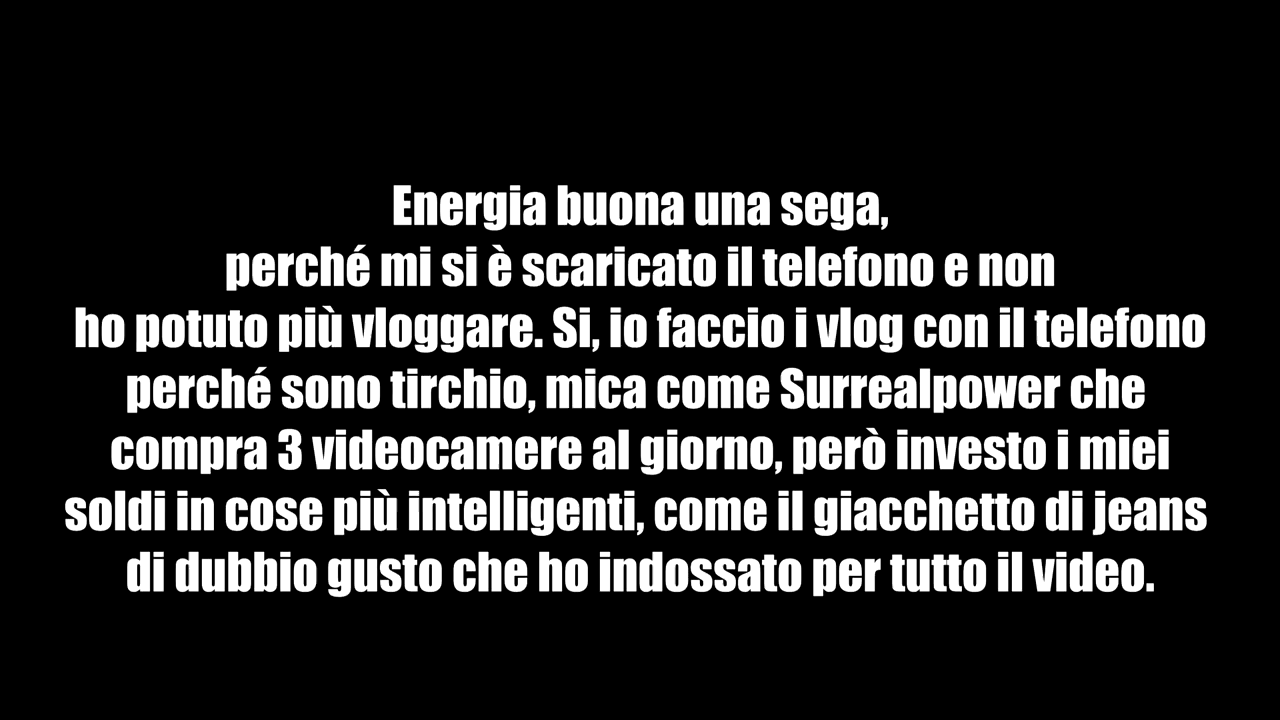 Energia buona una sega,
perché mi si è scaricato il telefono e non
ho potuto più vloggare. Si, io faccio i vlog con il telefono
perché sono tirchio, mica come Surrealpower che
compra 3 videocamere al giorno, però investo i miei
soldi in cose più intelligenti, come il giacchetto di jeans
di dubbio gusto che ho indossato per tutto il video.